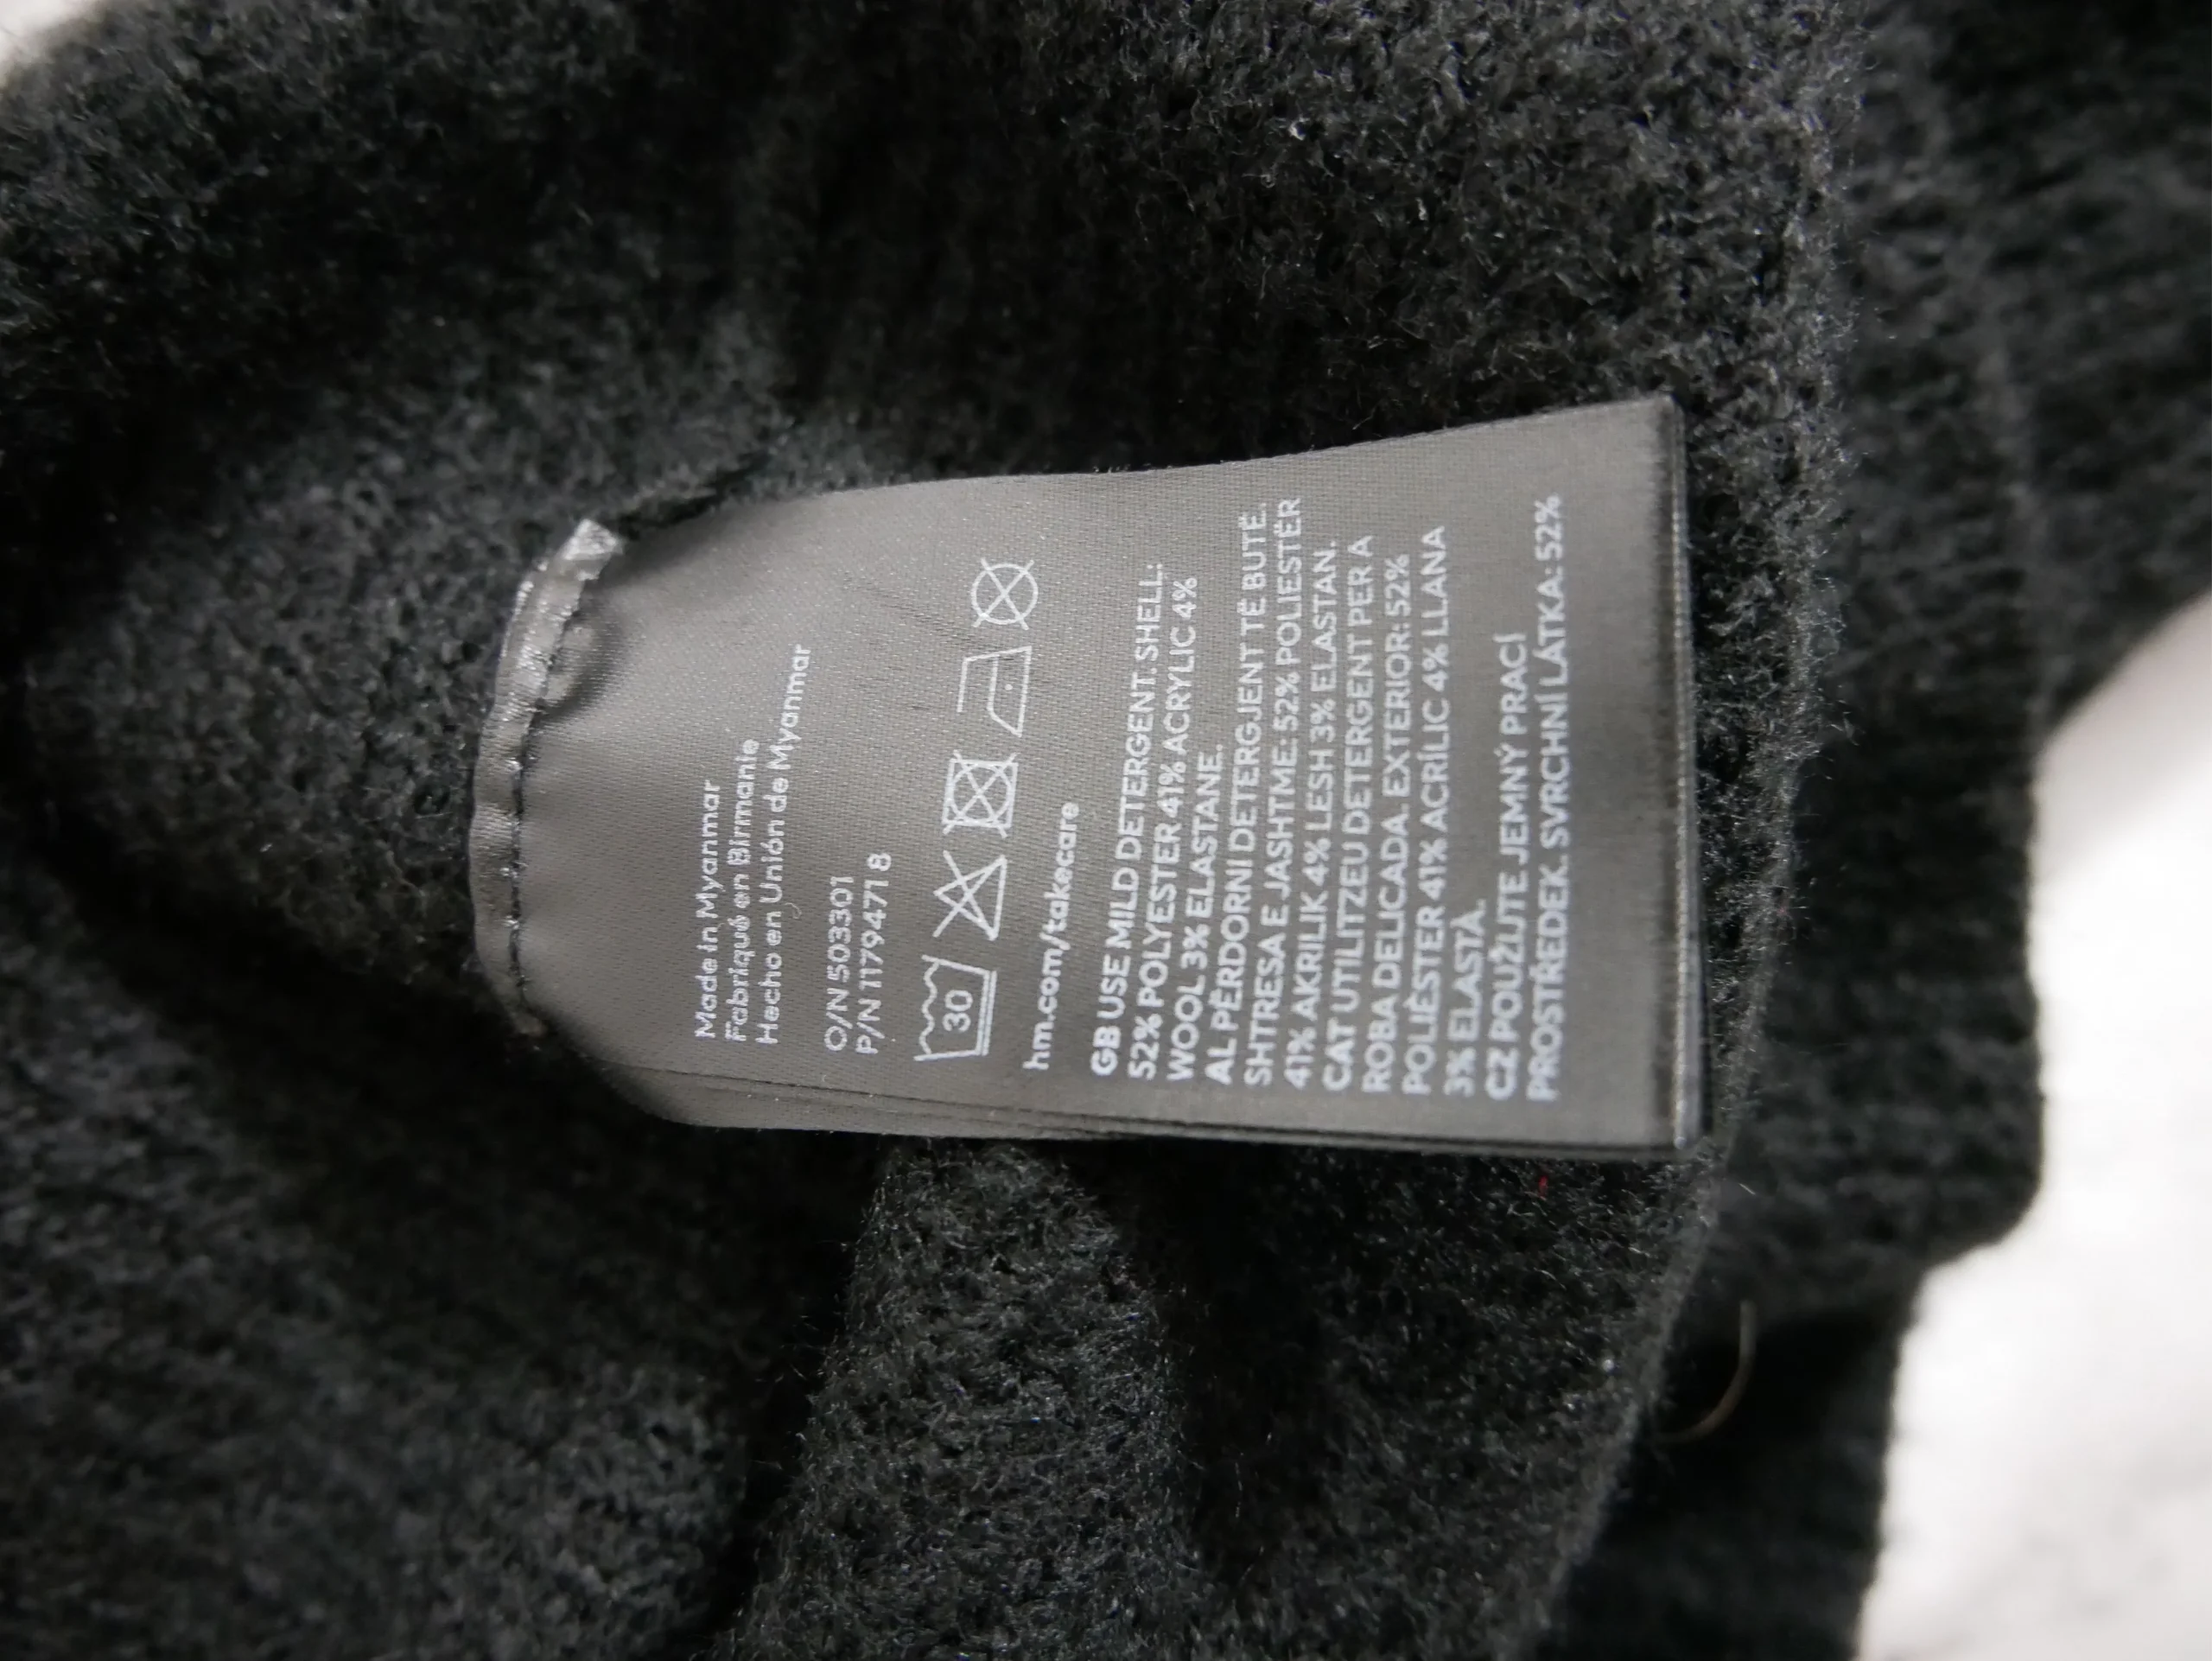 Made in Myanmar
Fabriqué en Birmanie
Hecho en Unión de Myanmar
O/N 503301
P/N 1179471 8
30
hm.com/takecare
GB USE MILD DETERGENT. SHELL:
52% POLYESTER 41% ACRYLIC 4%
WOOL 3% ELASTANE.
AL PËRDORNI DETERGJENT TË BUTË.
SHTRESA E JASHTME: 52% POLIESTËR
41% AKRILIK 4% LESH 3% ELASTAN.
CAT UTILITZEU DETERGENT PER A
ROBA DELICADA. EXTERIOR: 52%
POLIÈSTER 41% ACRÍLIC 4% LLANA
3% ELASTÀ.
CZ POUŽIJTE JEMNÝ PRACÍ
PROSTŘEDEK. SVRCHNÍ LÁTKA: 52%